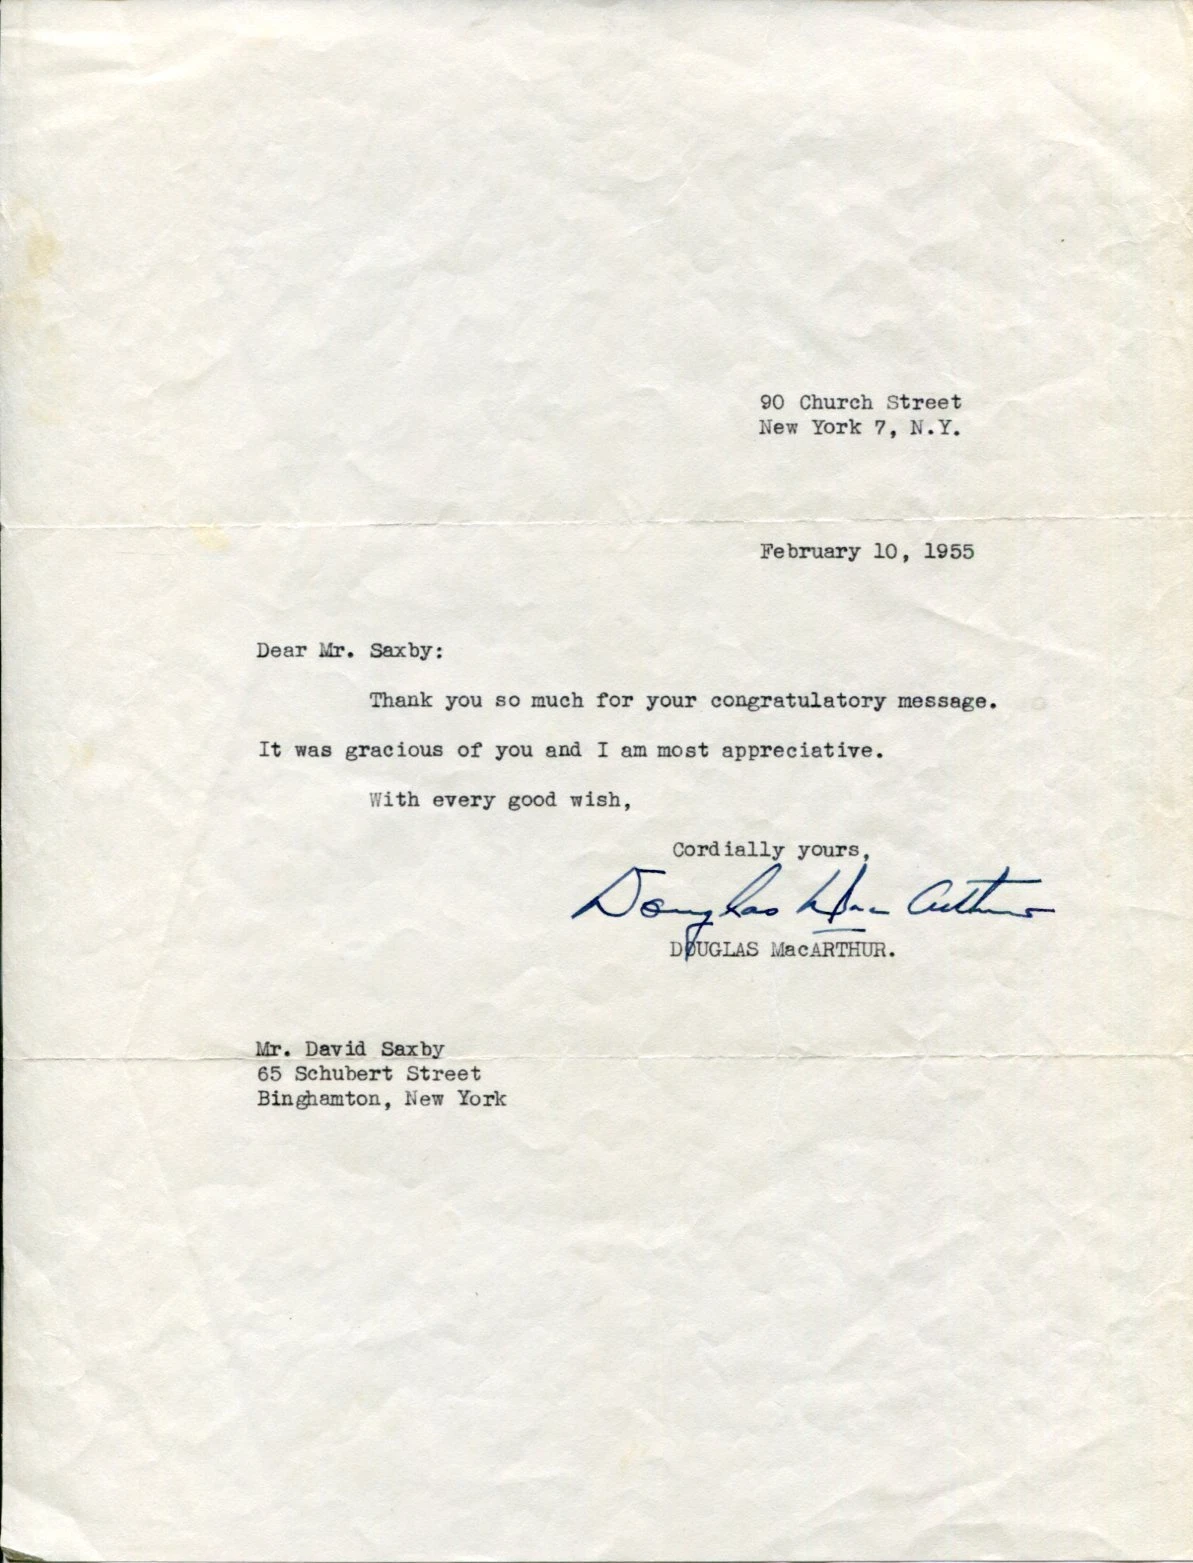 90 Church Street
New York 7, N.Y.
February 10, 1955
Dear Mr. Saxby:
Thank you so much for your congratulatory message.
It was gracious of you and I am most appreciative.
With every good wish,
Cordially yours,
Douglas MacArthur
DOUGLAS MacARTHUR.
Mr. David Saxby
65 Schubert Street
Binghamton, New York